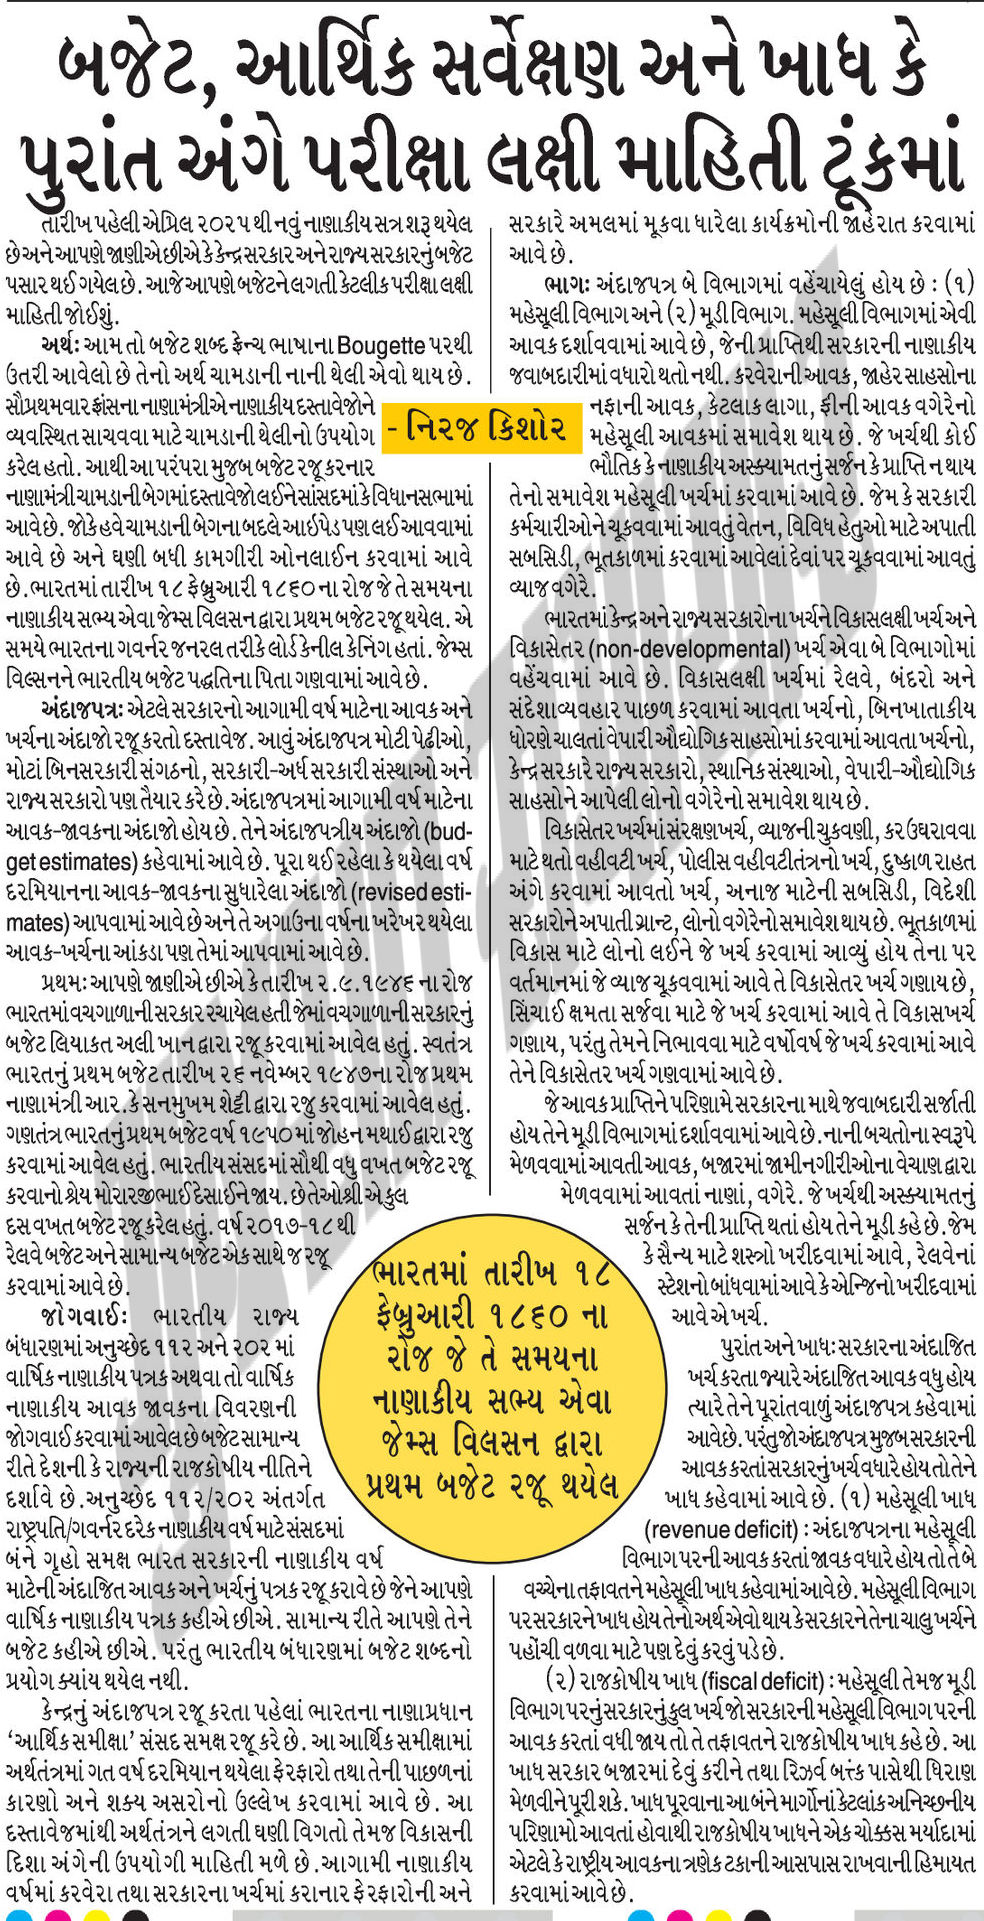 બજેટ, આર્થિક સર્વેક્ષણ અને ખાધ કે
પુરાંત અંગે પરીક્ષા લક્ષી માહિતી ટૂંકમાં
તારીખ પહેલી એપ્રિલ ૨૦૨૫ થી નવું નાણાકીય સત્ર શરૂ થયેલ
છે અને આપણે જાણીએ છીએ કે કેન્દ્ર સરકાર અને રાજ્ય સરકારનું બજેટ
પસાર થઈ ગયેલ છે. આજે આપણે બજેટને લગતી કેટલીક પરીક્ષા લક્ષી
માહિતી જોઈશું.
અર્થ: આમ તો બજેટ શબ્દ ફ્રેન્ચ ભાષાના Bougette પરથી
ઉતરી આવેલો છે તેનો અર્થ ચામડાની નાની થેલી એવો થાય છે.
સૌપ્રથમવાર ફ્રાંસના નાણામંત્રીએ નાણાકીય દસ્તાવેજોને
વ્યવસ્થિત સાચવવા માટે ચામડાની થેલીનો ઉપયોગ
કરેલ હતો. આથી આ પરંપરા મુજબ બજેટ રજૂ કરનાર
નાણામંત્રી ચામડાની બેગમાં દસ્તાવેજો લઈને સાંસદમાં કે વિધાનસભામાં
આવે છે. જોકે હવે ચામડાની બેગના બદલે આઇપેડ પણ લઈ આવવામાં
આવે છે અને ઘણી બધી કામગીરી ઓનલાઈન કરવામાં આવે
છે.ભારતમાં તારીખ ૧૮ ફેબ્રુઆરી ૧૮૬૦ ના રોજ જે તે સમયના
નાણાકીય સભ્ય એવા જેમ્સ વિલસન દ્વારા પ્રથમ બજેટ રજૂ થયેલ. એ
સમયે ભારતના ગવર્નર જનરલ તરીકે લોર્ડ કેનીલ કેનિંગ હતાં. જેમ્સ
વિલ્સનને ભારતીય બજેટ પદ્ધતિના પિતા ગણવામાં આવે છે.
અંદાજપત્ર: એટલે સરકારનો આગામી વર્ષ માટેના આવક અને
ખર્ચના અંદાજો રજૂ કરતો દસ્તાવેજ. આવું અંદાજપત્ર મોટી પેઢીઓ,
મોટાં બિનસરકારી સંગઠનો, સરકારી-અર્ધ સરકારી સંસ્થાઓ અને
રાજ્ય સરકારો પણ તૈયાર કરે છે.અંદાજપત્રમાં આગામી વર્ષ માટેના
આવક-જાવકના અંદાજો હોય છે. તેને અંદાજપત્રીય અંદાજો (bud-
get estimates) કહેવામાં આવે છે. પૂરા થઈ રહેલા કે થયેલા વર્ષ
દરમિયાનના આવક-જાવકના સુધારેલા અંદાજો (revised esti-
mates) આપવામાં આવે છે અને તે અગાઉના વર્ષના ખરેખર થયેલા
આવક-ખર્ચના આંકડા પણ તેમાં આપવામાં આવે છે.
પ્રથમ: આપણે જાણીએ છીએ કે તારીખ ૨.૯.૧૯૪૬ ના રોજ
ભારતમાં વચગાળાની સરકાર રચાયેલ હતી જેમાં વચગાળાની સરકારનું
બજેટ લિયાકત અલી ખાન દ્વારા રજૂ કરવામાં આવેલ હતું. સ્વતંત્ર
ભારતનું પ્રથમ બજેટ તારીખ ૨૬ નવેમ્બર ૧૯૪૭ના રોજ પ્રથમ
નાણામંત્રી આર.કે સનમુખમ શેટ્ટી દ્વારા રજુ કરવામાં આવેલ હતું.
ગણતંત્ર ભારતનું પ્રથમ બજેટ વર્ષ ૧૯૫૦માં જોહન મથાઈ દ્વારા રજુ
કરવામાં આવેલ હતું. ભારતીય સંસદમાં સૌથી વધુ વખત બજેટ રજૂ
કરવાનો શ્રેય મોરારજીભાઈ દેસાઈને જાય. છે તેઓશ્રી એ કુલ
દસ વખત બજેટ રજૂ કરેલ હતું. વર્ષ ૨૦૧૭-૧૮ થી
રેલવે બજેટ અને સામાન્ય બજેટ એક સાથે જ રજૂ
કરવામાં આવે છે.
જોગવાઈ: ભારતીય રાજ્ય
બંધારણમાં અનુચ્છેદ ૧૧૨ અને ૨૦૨ માં
વાર્ષિક નાણાકીય પત્રક અથવા તો વાર્ષિક
નાણાકીય આવક જાવકના વિવરણની
જોગવાઈ કરવામાં આવેલ છે બજેટ સામાન્ય
રીતે દેશની કે રાજ્યની રાજકોષીય નીતિને
દર્શાવે છે.અનુચ્છેદ ૧૧૨/૨૦૨ અંતર્ગત
રાષ્ટ્રપતિ/ગવર્નર દરેક નાણાકીય વર્ષ માટે સંસદમાં
બંને ગૃહો સમક્ષ ભારત સરકારની નાણાકીય વર્ષ
માટેની અંદાજિત આવક અને ખર્ચનું પત્રક રજૂ કરાવે છે જેને આપણે
વાર્ષિક નાણાકીય પત્રક કહીએ છીએ. સામાન્ય રીતે આપણે તેને
બજેટ કહીએ છીએ. પરંતુ ભારતીય બંધારણમાં બજેટ શબ્દનો
પ્રયોગ ક્યાંય થયેલ નથી.
કેન્દ્રનું અંદાજપત્ર રજૂ કરતા પહેલાં ભારતના નાણાપ્રધાન
‘આર્થિક સમીક્ષા’ સંસદ સમક્ષ રજૂ કરે છે. આ આર્થિક સમીક્ષામાં
અર્થતંત્રમાં ગત વર્ષ દરમિયાન થયેલા ફેરફારો તથા તેની પાછળનાં
કારણો અને શક્ય અસરોનો ઉલ્લેખ કરવામાં આવે છે. આ
દસ્તાવેજમાંથી અર્થતંત્રને લગતી ઘણી વિગતો તેમજ વિકાસની
દિશા અંગેની ઉપયોગી માહિતી મળે છે.આગામી નાણાકીય
વર્ષમાં કરવેરા તથા સરકારના ખર્ચમાં કરાનાર ફેરફારોની અને
- નિરજ કિશોર
ભારતમાં તારીખ ૧૮
ફેબ્રુઆરી ૧૮૬૦ ના
રોજ જે તે સમયના
નાણાકીય સભ્ય એવા
જેમ્સ વિલસન દ્વારા
પ્રથમ બજેટ રજૂ થયેલ
સરકારે અમલમાં મૂકવા ધારેલા કાર્યક્રમોની જાહેરાત કરવામાં
આવે છે.
ભાગ: અંદાજપત્ર બે વિભાગમાં વહેંચાયેલું હોય છે : (૧)
મહેસૂલી વિભાગ અને (૨) મૂડી વિભાગ. મહેસૂલી વિભાગમાં એવી
આવક દર્શાવવામાં આવે છે, જેની પ્રાપ્તિથી સરકારની નાણાકીય
જવાબદારીમાં વધારો થતો નથી. કરવેરાની આવક, જાહેર સાહસોના
નફાની આવક, કેટલાક લાગા, ફીની આવક વગેરેનો
મહેસૂલી આવકમાં સમાવેશ થાય છે. જે ખર્ચથી કોઈ
ભૌતિક કે નાણાકીય અસ્ક્યામતનું સર્જન કે પ્રાપ્તિ ન થાય
તેનો સમાવેશ મહેસૂલી ખર્ચમાં કરવામાં આવે છે. જેમ કે સરકારી
કર્મચારીઓને ચૂકવવામાં આવતું વેતન, વિવિધ હેતુઓ માટે અપાતી
સબસિડી, ભૂતકાળમાં કરવામાં આવેલાં દેવાં પર ચૂકવવામાં આવતું
વ્યાજ વગેરે.
ભારતમાં કેન્દ્ર અને રાજ્ય સરકારોના ખર્ચને વિકાસલક્ષી ખર્ચ અને
વિકાસેતર (non-developmental) ખર્ચ એવા બે વિભાગોમાં
વહેંચવામાં આવે છે. વિકાસલક્ષી ખર્ચમાં રેલવે, બંદરો અને
સંદેશાવ્યવહાર પાછળ કરવામાં આવતા ખર્ચનો, બિનખાતાકીય
ધોરણે ચાલતાં વેપારી ઔદ્યોગિક સાહસોમાં કરવામાં આવતા ખર્ચનો,
કેન્દ્ર સરકારે રાજ્ય સરકારો, સ્થાનિક સંસ્થાઓ, વેપારી-ઔદ્યોગિક
સાહસોને આપેલી લોનો વગેરેનો સમાવેશ થાય છે.
વિકાસેતર ખર્ચમાં સંરક્ષણખર્ચ, વ્યાજની ચુકવણી, કર ઉઘરાવવા
માટે થતો વહીવટી ખર્ચ, પોલીસ વહીવટીતંત્રનો ખર્ચ, દુષ્કાળ રાહત
અંગે કરવામાં આવતો ખર્ચ, અનાજ માટેની સબસિડી, વિદેશી
સરકારોને અપાતી ગ્રાન્ટ, લોનો વગેરેનો સમાવેશ થાય છે. ભૂતકાળમાં
વિકાસ માટે લોનો લઈને જે ખર્ચ કરવામાં આવ્યું હોય તેના પર
વર્તમાનમાં જે વ્યાજ ચૂકવવામાં આવે તે વિકાસેતર ખર્ચ ગણાય છે,
સિંચાઈ ક્ષમતા સર્જવા માટે જે ખર્ચ કરવામાં આવે તે વિકાસખર્ચ
ગણાય, પરંતુ તેમને નિભાવવા માટે વર્ષોવર્ષ જે ખર્ચ કરવામાં આવે
તેને વિકાસેતર ખર્ચ ગણવામાં આવે છે.
જે આવક પ્રાપ્તિને પરિણામે સરકારના માથે જવાબદારી સર્જાતી
હોય તેને મૂડી વિભાગમાં દર્શાવવામાં આવે છે.નાની બચતોના સ્વરૂપે
મેળવવામાં આવતી આવક, બજારમાં જામીનગીરીઓના વેચાણ દ્વારા
મેળવવામાં આવતાં નાણાં, વગેરે. જે ખર્ચથી અસ્ક્યામતનું
સર્જન કે તેની પ્રાપ્તિ થતાં હોય તેને મૂડી કહે છે.જેમ
કે સૈન્ય માટે શસ્ત્રો ખરીદવામાં આવે, રેલવેનાં
સ્ટેશનો બાંધવામાં આવે કે એન્જિનો ખરીદવામાં
આવે એ ખર્ચ.
પુરાંત અને ખાધ: સરકારના અંદાજિત
ખર્ચ કરતા જ્યારે અંદાજિત આવક વધુ હોય
ત્યારે તેને પૂરાંતવાળું અંદાજપત્ર કહેવામાં
આવે છે. પરંતુ જો અંદાજપત્ર મુજબ સરકારની
આવક કરતાં સરકારનું ખર્ચ વધારે હોય તો તેને
ખાધ કહેવામાં આવે છે. (૧) મહેસૂલી ખાધ
(revenue deficit) : અંદાજપત્રના મહેસૂલી
વિભાગ પરની આવક કરતાં જાવક વધારે હોય તો તે બે
વચ્ચેના તફાવતને મહેસૂલી ખાધ કહેવામાં આવે છે. મહેસૂલી વિભાગ
પર સરકારને ખાધ હોય તેનો અર્થ એવો થાય કે સરકારને તેના ચાલુ ખર્ચને
પહોંચી વળવા માટે પણ દેવું કરવું પડે છે.
(૨) રાજકોષીય ખાધ (fiscal deficit) : મહેસૂલી તેમજ મૂડી
વિભાગ પરનું સરકારનું કુલ ખર્ચ જો સરકારની મહેસૂલી વિભાગ પરની
આવક કરતાં વધી જાય તો તે તફાવતને રાજકોષીય ખાધ કહે છે. આ
ખાધ સરકાર બજારમાં દેવું કરીને તથા રિઝર્વ બન્ક પાસેથી ધિરાણ
મેળવીને પૂરી શકે. ખાધ પૂરવાના આ બંને માર્ગોનાં કેટલાંક અનિચ્છનીય
પરિણામો આવતાં હોવાથી રાજકોષીય ખાધને એક ચોક્કસ મર્યાદામાં
એટલે કે રાષ્ટ્રીય આવકના ત્રણેક ટકાની આસપાસ રાખવાની હિમાયત
કરવામાં આવે છે.